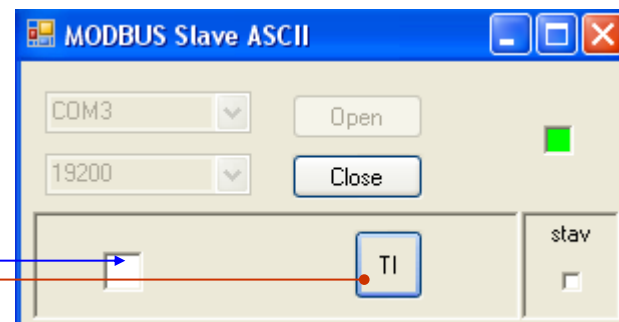 MODBUS Slave ASCII
COM3
Open
19200
Close
TI
stav